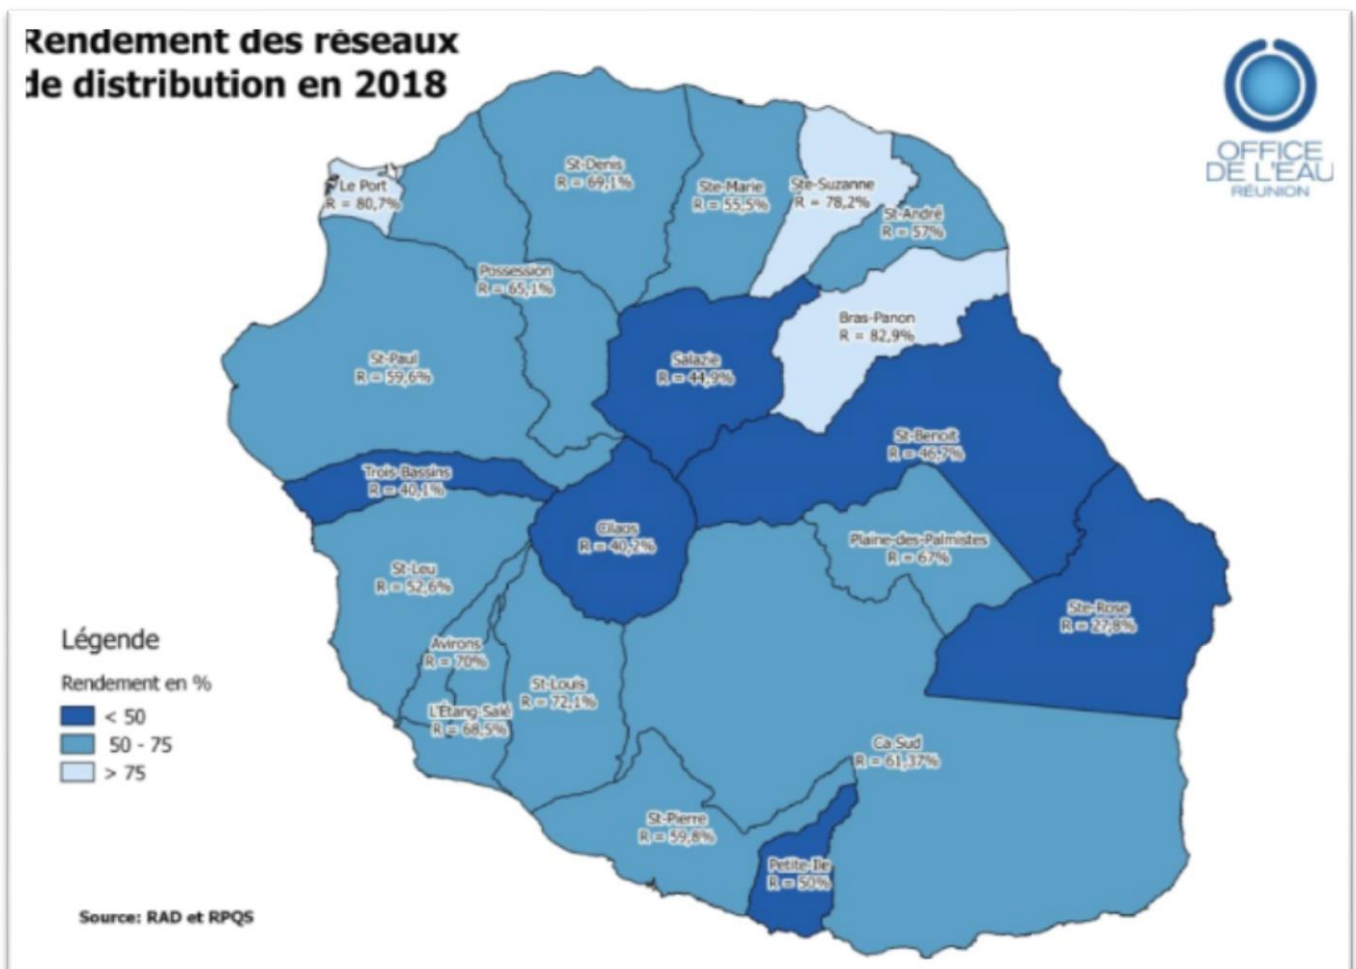 Rendement des réseaux
de distribution en 2018
OFFICE
DE L'EAU
RÉUNION
St-Denis
R = 69,1%
Ste-Marie
R = 55,5%
Ste-Suzanne
R = 78,2%
St-André
R = 57%
Le Port
R = 80,7%
Possession
R = 65,1%
Bras-Panon
R = 82,9%
St-Paul
R = 59,6%
Salazie
R = 44,9%
St-Benoit
R = 46,7%
Trois-Bassins
R = 40,1%
Cilaos
R = 40,2%
Plaine-des-Palmistes
R = 67%
St-Leu
R = 52,6%
Ste-Rose
R = 27,8%
Avirons
R = 70%
St-Louis
R = 72,1%
L'Étang-Salé
R = 68,5%
Ca Sud
R = 61,37%
St-Pierre
R = 59,8%
Petite-Ile
R = 50%
Légende
Rendement en %
< 50
50 - 75
> 75
Source: RAD et RPQS